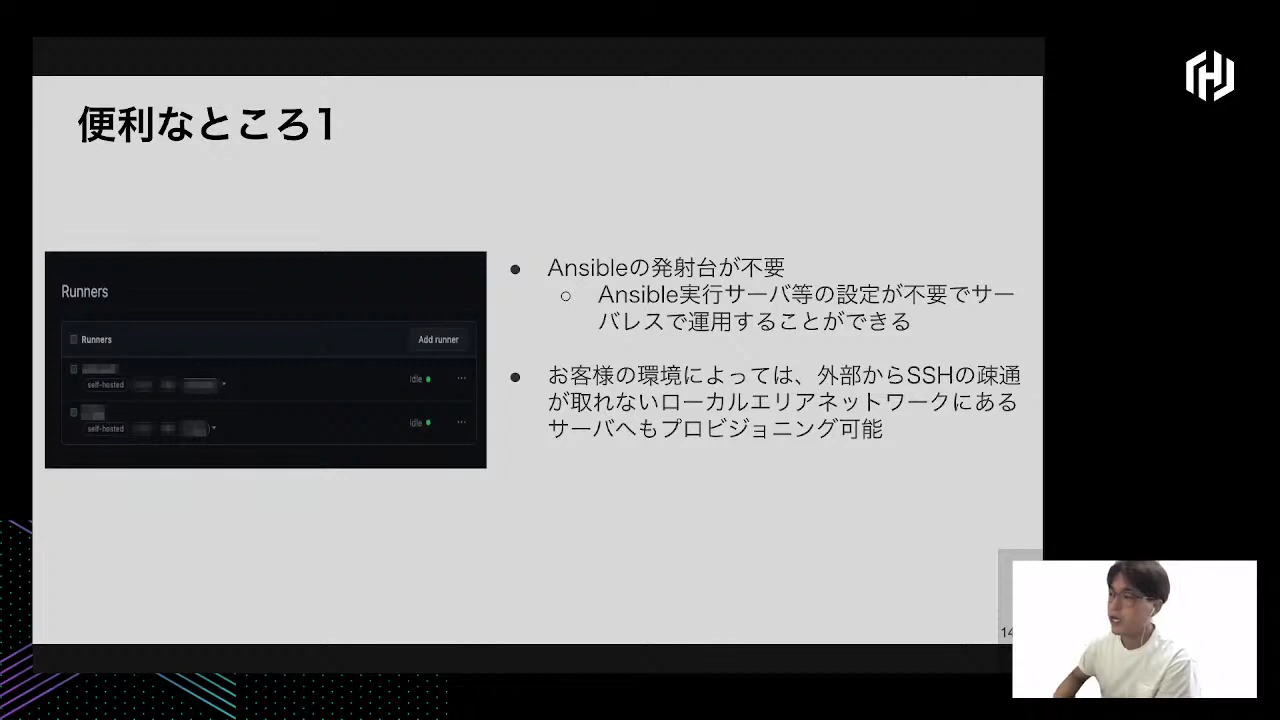 便利なところ1
Runners
Runners
Add runner
self-hosted
Idle
self-hosted
Idle
● Ansibleの発射台が不要
○ Ansible実行サーバ等の設定が不要でサー
バレスで運用することができる
● お客様の環境によっては、外部からSSHの疎通
が取れないローカルエリアネットワークにある
サーバへもプロビジョニング可能
14